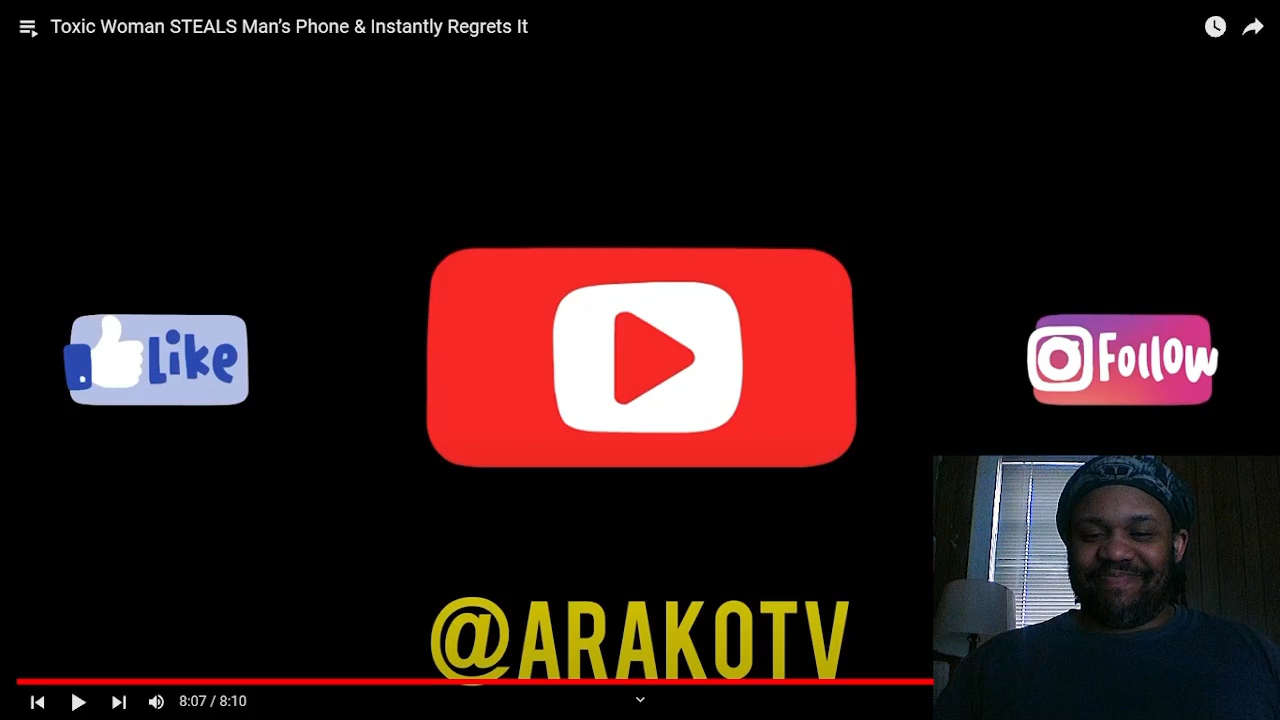 Toxic Woman STEALS Man’s Phone & Instantly Regrets It
Like
Follow
@ARAKOTV
8:07 / 8:10